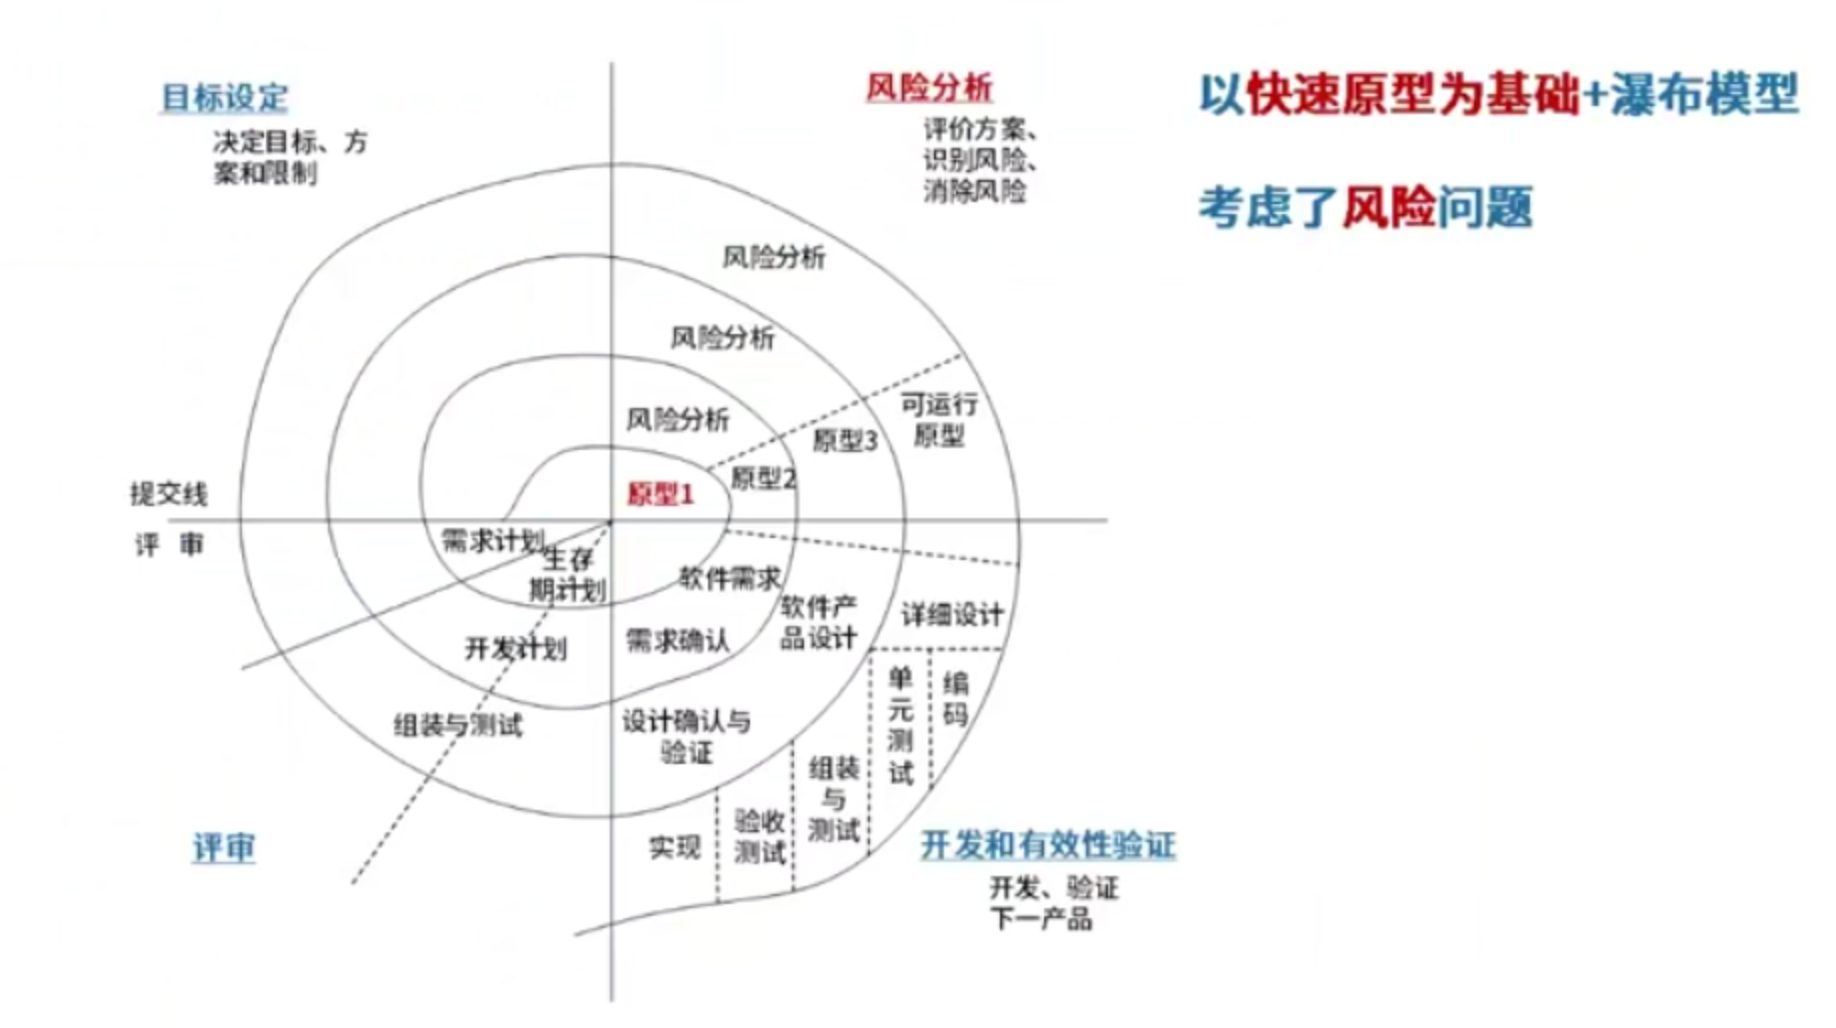 目标设定
决定目标、方
案和限制
风险分析
评价方案、
识别风险、
消除风险
以快速原型为基础+瀑布模型
考虑了风险问题
风险分析
风险分析
风险分析
可运行
原型
原型3
原型2
原型1
提交线
评 审
需求计划
生存
期计划
软件需求
软件产
品设计
详细设计
开发计划
需求确认
单
元
测
试
编
码
组装与测试
设计确认与
验证
组装
与
测试
验收
测试
实现
评审
开发和有效性验证
开发、验证
下一产品